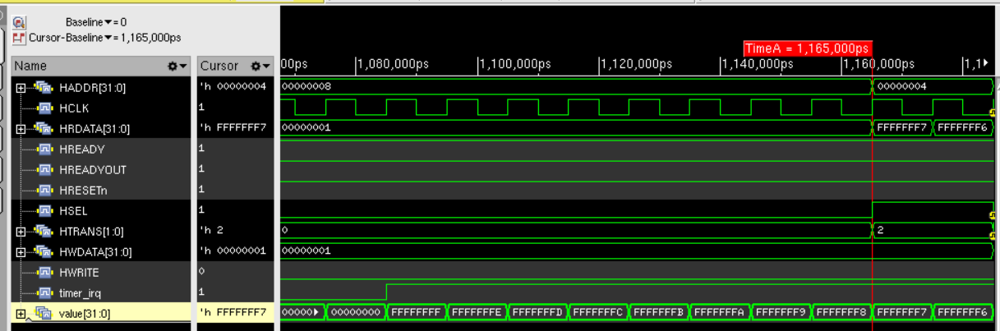 Baseline▼= 0
Cursor-Baseline▼= 1,165,000ps
TimeA = 1,165,000ps
Name Cursor 00ps |1,080,000ps |1,100,000ps |1,120,000ps |1,140,000ps |1,160,000ps |1,1
HADDR[31:0] 'h 00000004 00000008 00000004
HCLK 1
HRDATA[31:0] 'h FFFFFFF7 00000001 FFFFFFF7 FFFFFFF6
HREADY 1
HREADYOUT 1
HRESETn 1
HSEL 1
HTRANS[1:0] 'h 2 0 2
HWDATA[31:0] 'h 00000001 00000001
HWRITE 0
timer_irq 1
value[31:0] 'h FFFFFFF7 00000 00000000 FFFFFFFF FFFFFFFE FFFFFFFD FFFFFFFC FFFFFFFB FFFFFFFA FFFFFFF9 FFFFFFF8 FFFFFFF7 FFFFFFF6